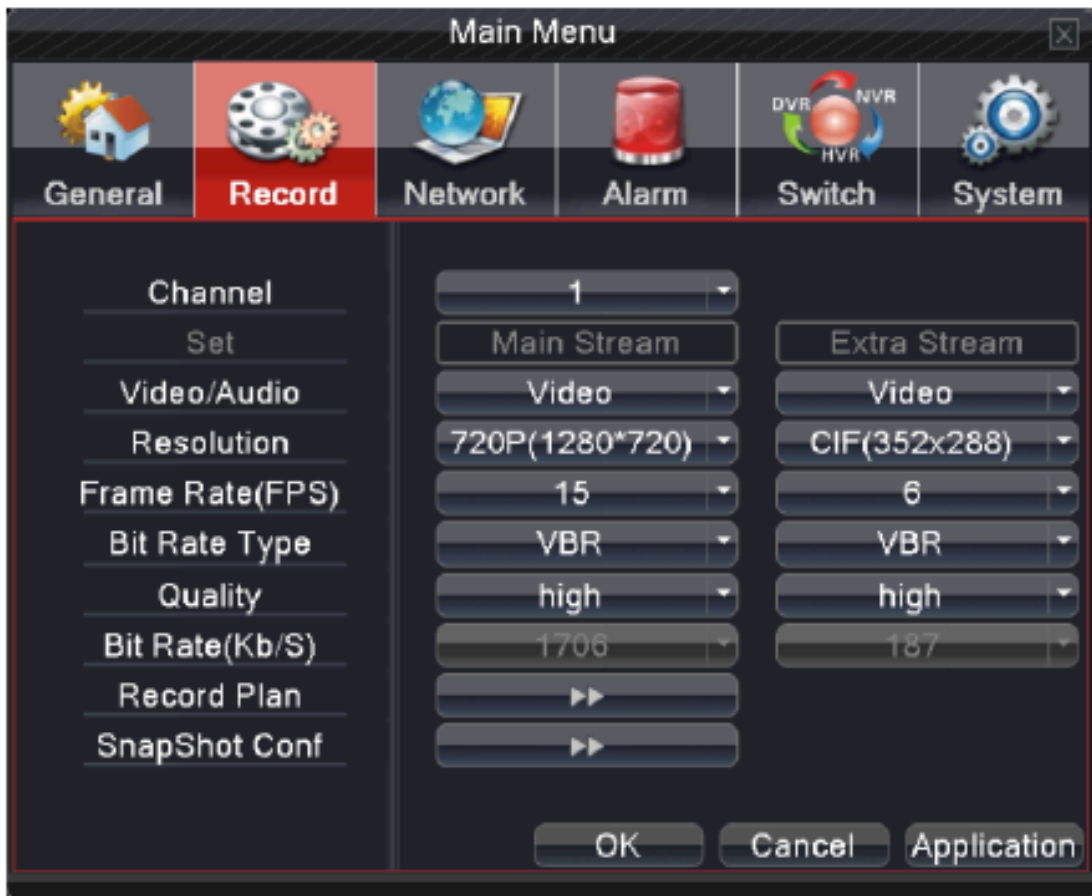 Main Menu
DVR NVR
HVR
General Record Network Alarm Switch System
Channel 1
Set Main Stream Extra Stream
Video/Audio Video Video
Resolution 720P(1280*720) CIF(352x288)
Frame Rate(FPS) 15 6
Bit Rate Type VBR VBR
Quality high high
Bit Rate(Kb/S) 1706 187
Record Plan
SnapShot Conf
OK Cancel Application